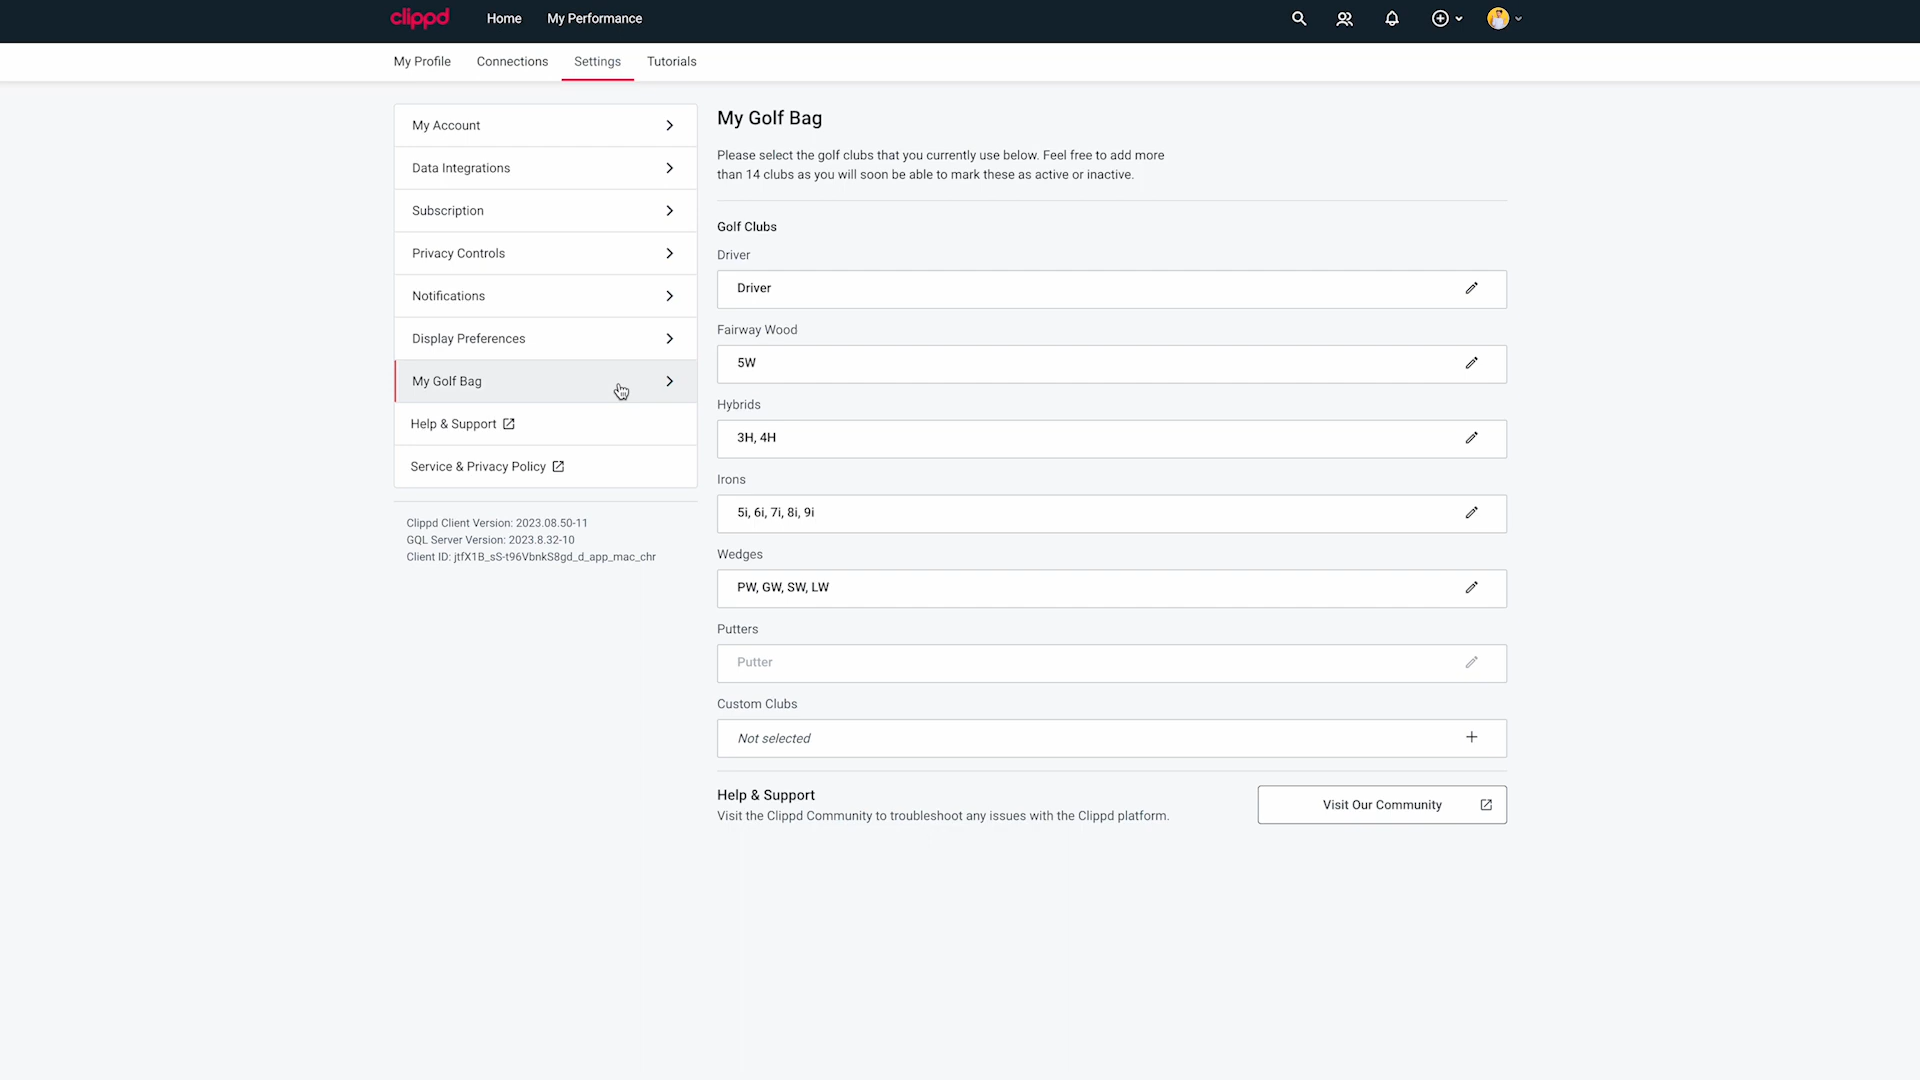 clippd
Home
My Performance
My Profile
Connections
Settings
Tutorials
My Account
Data Integrations
Subscription
Privacy Controls
Notifications
Display Preferences
My Golf Bag
Help & Support
Service & Privacy Policy
Clippd Client Version: 2023.08.50-11
GQL Server Version: 2023.8.32-10
Client ID: jtfX1B_sS-t96VbnkS8gd_d_app_mac_chr
My Golf Bag
Please select the golf clubs that you currently use below. Feel free to add more
than 14 clubs as you will soon be able to mark these as active or inactive.
Golf Clubs
Driver
Driver
Fairway Wood
5W
Hybrids
3H, 4H
Irons
5i, 6i, 7i, 8i, 9i
Wedges
PW, GW, SW, LW
Putters
Putter
Custom Clubs
Not selected
Help & Support
Visit the Clippd Community to troubleshoot any issues with the Clippd platform.
Visit Our Community